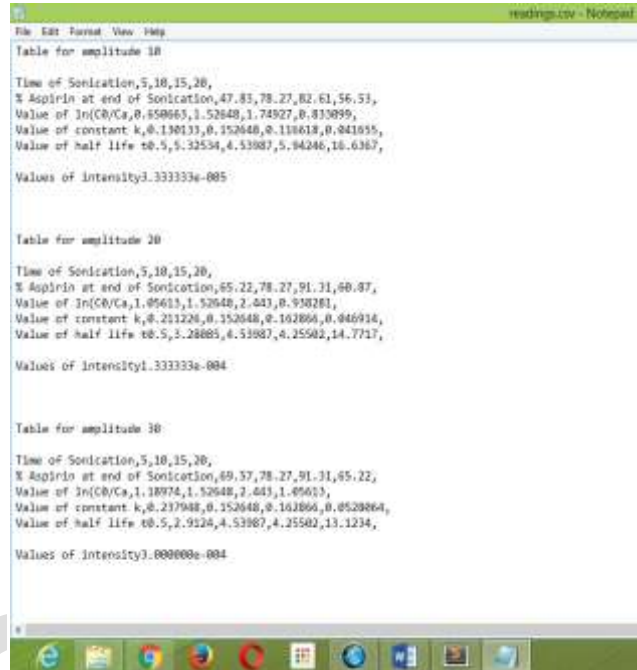 readings.csv - Notepad
File Edit Format View Help
Table for amplitude 10
Time of Sonication,5,10,15,20,
% Aspirin at end of Sonication,47.83,78.27,82.61,56.53,
Value of ln(C0/Ca,0.650663,1.52648,1.74927,0.833099,
Value of constant k,0.130133,0.152648,0.116618,0.041655,
Value of half life t0.5,5.32534,4.53987,5.94246,16.6367,
Values of intensity3.333333e-005
Table for amplitude 20
Time of Sonication,5,10,15,20,
% Aspirin at end of Sonication,65.22,78.27,91.31,60.87,
Value of ln(C0/Ca,1.05613,1.52648,2.443,0.938281,
Value of constant k,0.211226,0.152648,0.162866,0.046914,
Value of half life t0.5,3.28085,4.53987,4.25502,14.7717,
Values of intensity1.333333e-004
Table for amplitude 30
Time of Sonication,5,10,15,20,
% Aspirin at end of Sonication,69.57,78.27,91.31,65.22,
Value of ln(C0/Ca,1.18974,1.52648,2.443,1.05613,
Value of constant k,0.237948,0.152648,0.162866,0.0528064,
Value of half life t0.5,2.9124,4.53987,4.25502,13.1234,
Values of intensity3.000000e-004